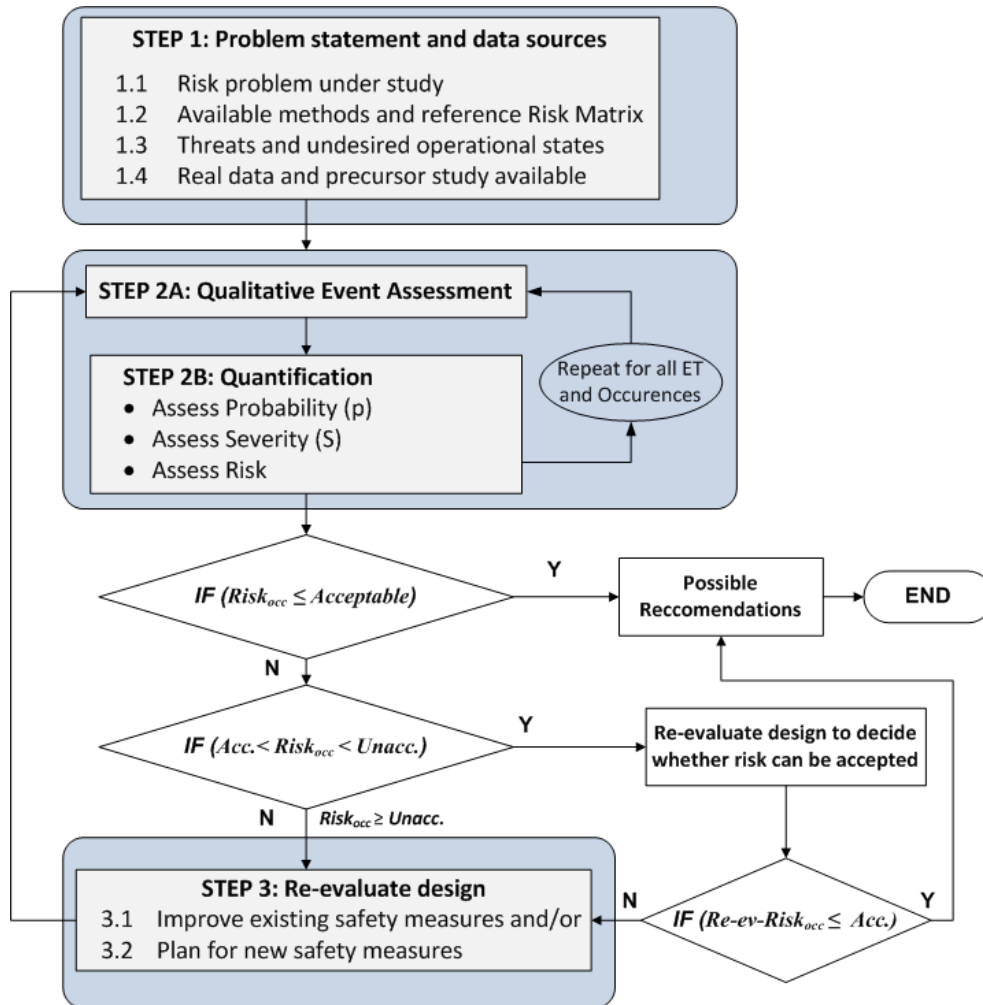 STEP 1: Problem statement and data sources
1.1 Risk problem under study
1.2 Available methods and reference Risk Matrix
1.3 Threats and undesired operational states
1.4 Real data and precursor study available
STEP 2A: Qualitative Event Assessment
STEP 2B: Quantification
• Assess Probability (p)
• Assess Severity (S)
• Assess Risk
Repeat for all ET
and Occurences
IF (Risk_occ ≤ Acceptable)
Y
Possible
Reccomendations
END
N
IF (Acc.< Risk_occ < Unacc.)
Y
Re-evaluate design to decide
whether risk can be accepted
N
Risk_occ ≥ Unacc.
STEP 3: Re-evaluate design
3.1 Improve existing safety measures and/or
3.2 Plan for new safety measures
N
IF (Re-ev-Risk_occ ≤ Acc.)
Y